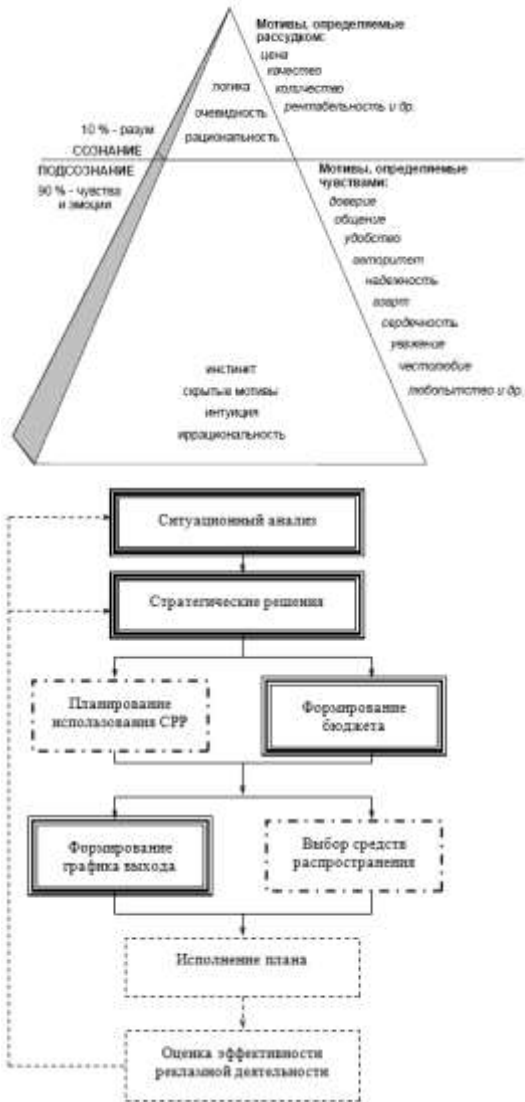 Мотивы, определяемые
рассудком:
цена
качество
количество
рентабельность и др.
логика
очевидность
рациональность
10 % - разум
СОЗНАНИЕ
ПОДСОЗНАНИЕ
90 % - чувства
и эмоции
Мотивы, определяемые
чувствами:
доверие
общение
удобство
авторитет
надежность
азарт
сердечность
уважение
честолюбие
любопытство и др.
инстинкт
скрытые мотивы
интуиция
иррациональность
Ситуационный анализ
Стратегические решения
Планирование
использования СРР
Формирование
бюджета
Формирование
графика выхода
Выбор средств
распространения
Исполнение плана
Оценка эффективности
рекламной деятельности